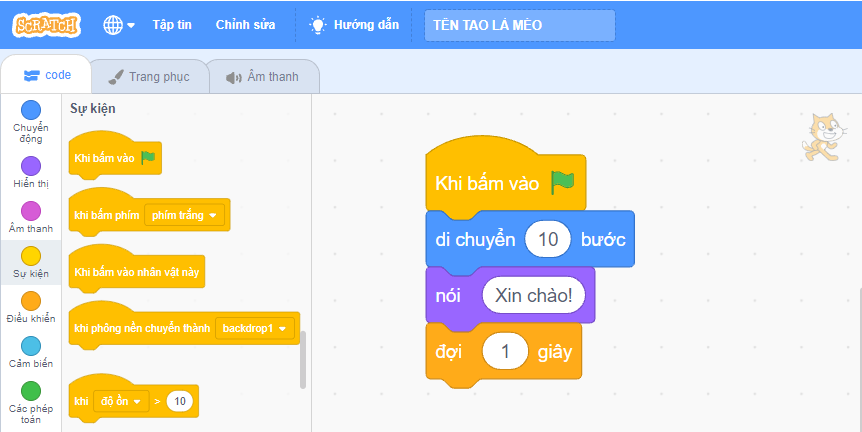 SCRATCH
Tập tin
Chỉnh sửa
Hướng dẫn
TÊN TAO LÀ MÈO
code
Trang phục
Âm thanh
Chuyển động
Hiển thị
Âm thanh
Sự kiện
Điều khiển
Cảm biến
Các phép toán
Sự kiện
Khi bấm vào
khi bấm phím phím trắng
Khi bấm vào nhân vật này
khi phông nền chuyển thành backdrop1
khi độ ồn > 10
Khi bấm vào
di chuyển 10 bước
nói Xin chào!
đợi 1 giây